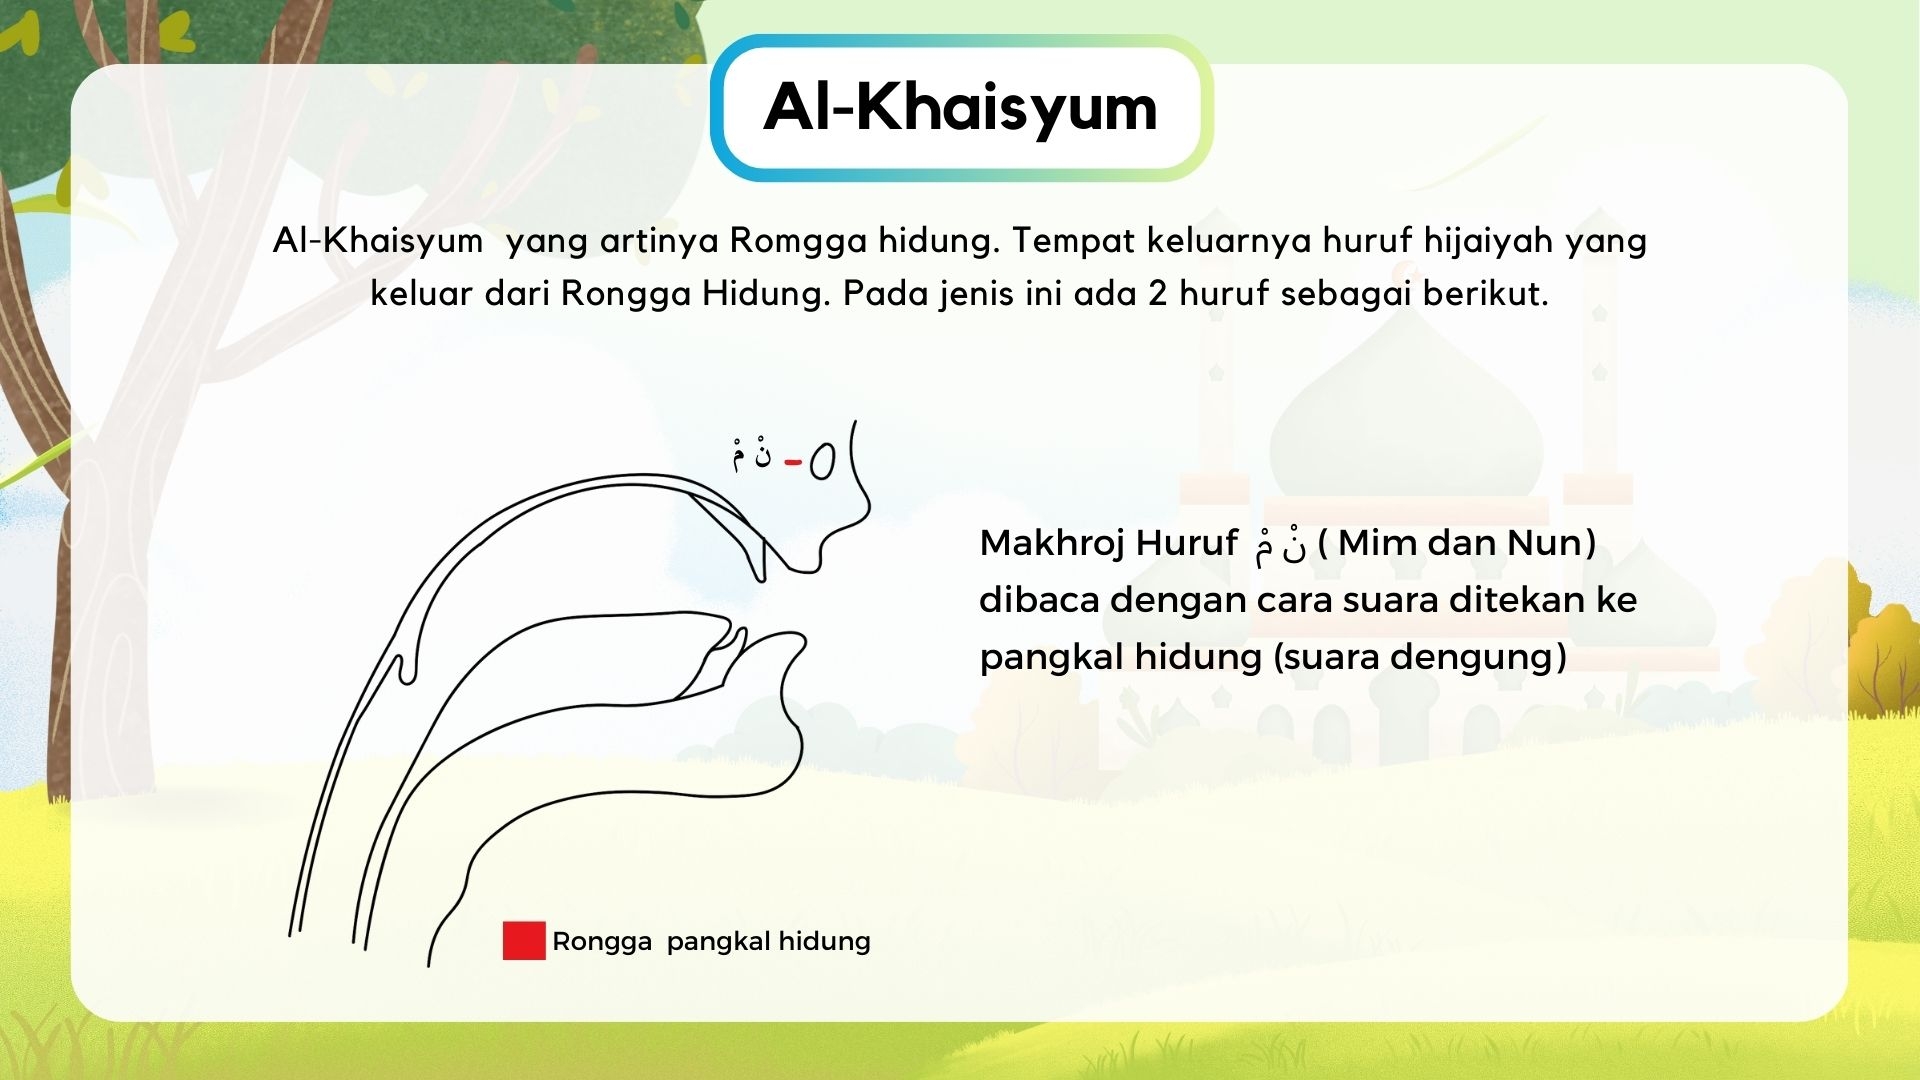 Al-Khaisyum
Al-Khaisyum yang artinya Romgga hidung. Tempat keluarnya huruf hijaiyah yang
keluar dari Rongga Hidung. Pada jenis ini ada 2 huruf sebagai berikut.
نْ مْ
Makhroj Huruf نْ مْ ( Mim dan Nun)
dibaca dengan cara suara ditekan ke
pangkal hidung (suara dengung)
Rongga pangkal hidung